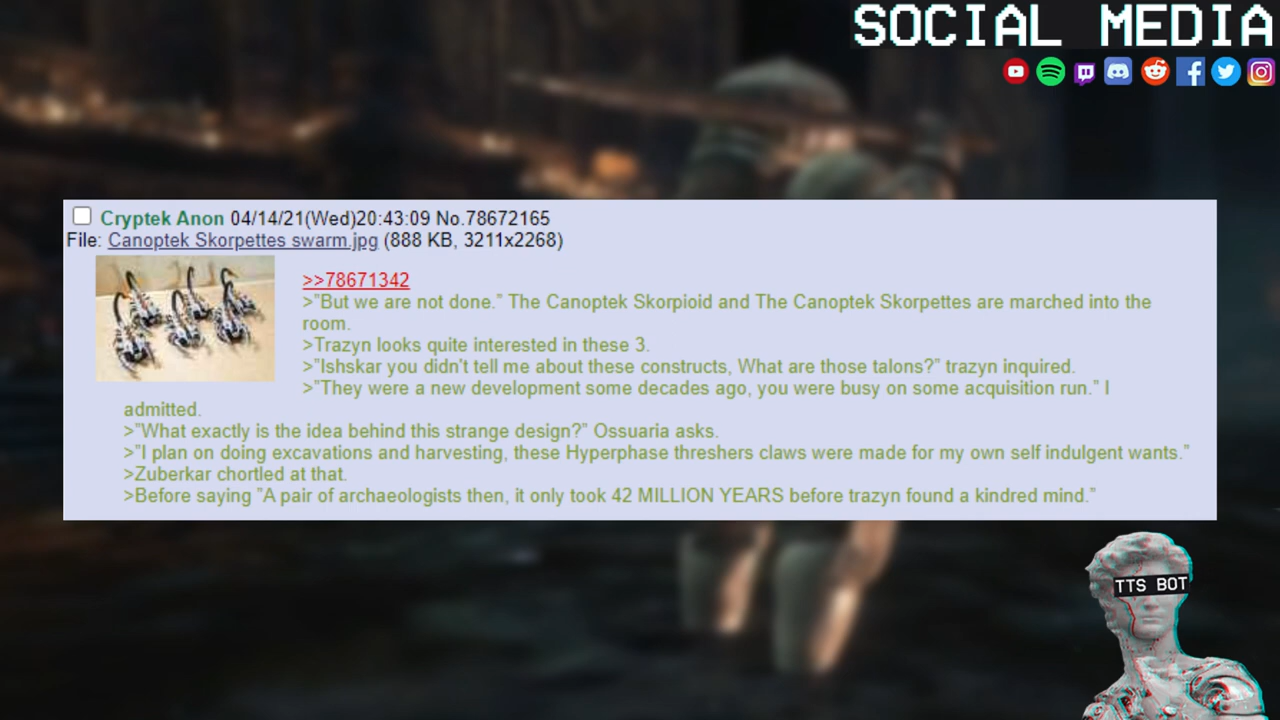 SOCIAL MEDIA
Cryptek Anon 04/14/21(Wed)20:43:09 No.78672165
File: Canoptek Skorpettes swarm.jpg (888 KB, 3211x2268)
>>78671342
>"But we are not done." The Canoptek Skorpioid and The Canoptek Skorpettes are marched into the
room.
>Trazyn looks quite interested in these 3.
>"Ishskar you didn't tell me about these constructs, What are those talons?" trazyn inquired.
>"They were a new development some decades ago, you were busy on some acquisition run." I
admitted.
>"What exactly is the idea behind this strange design?" Ossuaria asks.
>"I plan on doing excavations and harvesting, these Hyperphase threshers claws were made for my own self indulgent wants."
>Zuberkar chortled at that.
>Before saying "A pair of archaeologists then, it only took 42 MILLION YEARS before trazyn found a kindred mind."
TTS BOT